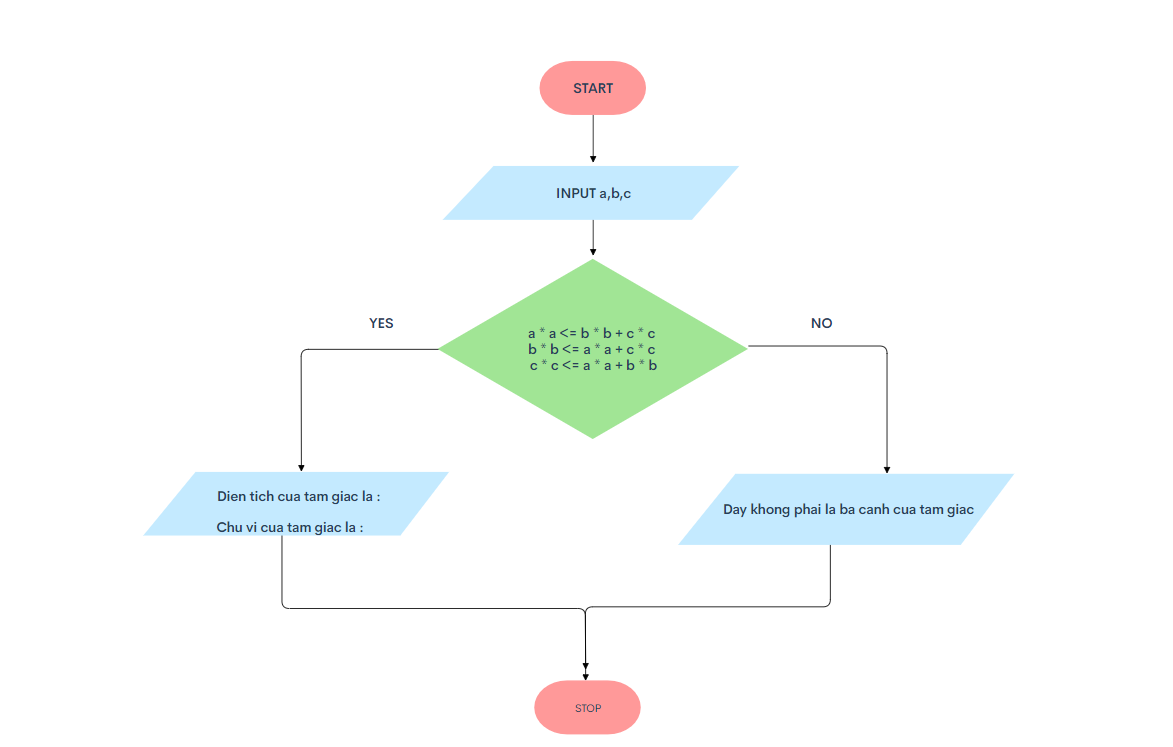 START
INPUT a,b,c
YES
NO
a * a <= b * b + c * c
b * b <= a * a + c * c
c * c <= a * a + b * b
Dien tich cua tam giac la :
Chu vi cua tam giac la :
Day khong phai la ba canh cua tam giac
STOP